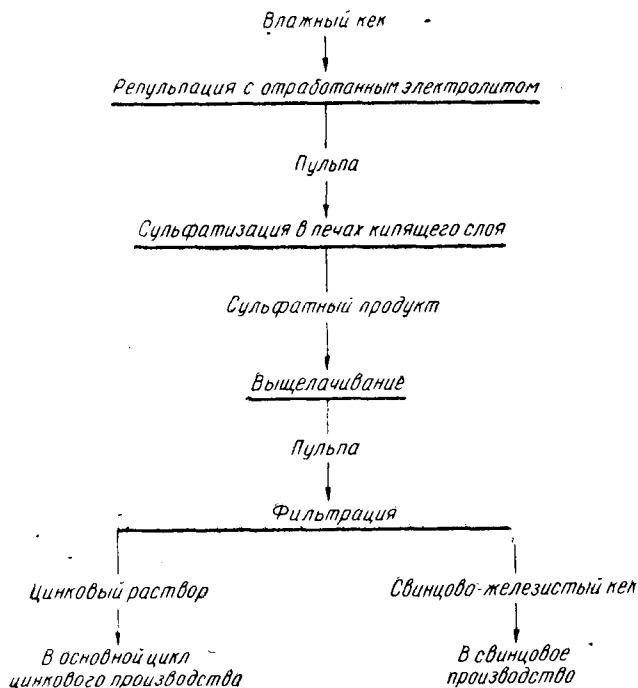 Влажный кек
Репульпация с отработанным электролитом
Пульпа
Сульфатизация в печах кипящего слоя
Сульфатный продукт
Выщелачивание
Пульпа
Фильтрация
Цинковый раствор
Свинцово-железистый кек
В основной цикл
цинкового производства
В свинцовое
производство